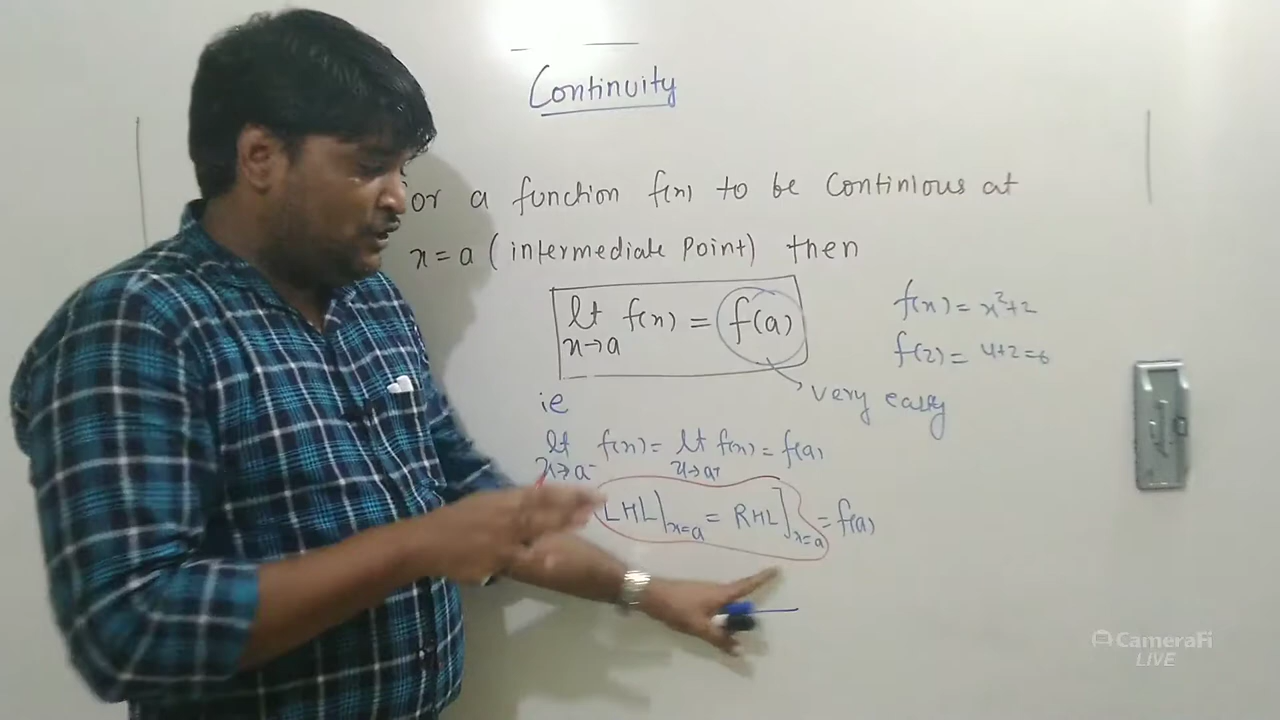 Continuity
or a function f(x) to be continious at
x = a (intermediate point) then
lt f(x) = f(a)
x→a
f(x) = x²+2
f(2) = 4+2=6
very easy
ie
lt f(x) = lt f(x) = f(a)
x→a⁻ x→a⁺
LHL]x=a = RHL]x=a = f(a)
CameraFi
LIVE